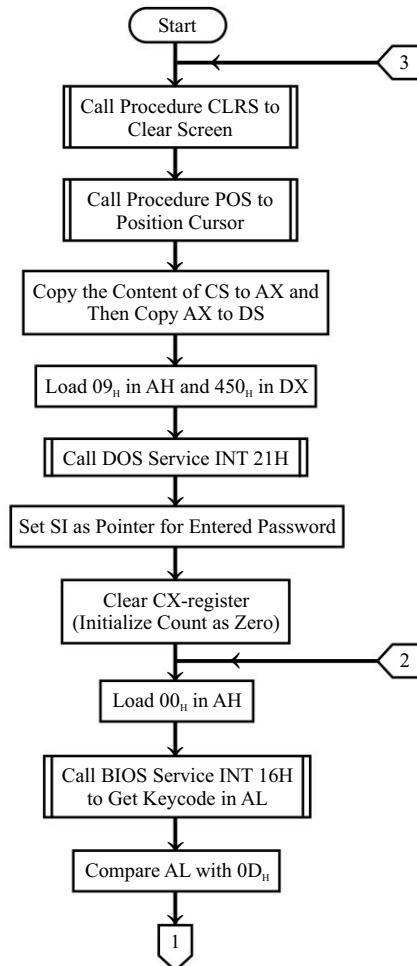 Start
3
Call Procedure CLRS to
Clear Screen
Call Procedure POS to
Position Cursor
Copy the Content of CS to AX and
Then Copy AX to DS
Load 09H in AH and 450H in DX
Call DOS Service INT 21H
Set SI as Pointer for Entered Password
Clear CX-register
(Initialize Count as Zero)
2
Load 00H in AH
Call BIOS Service INT 16H
to Get Keycode in AL
Compare AL with 0DH
1